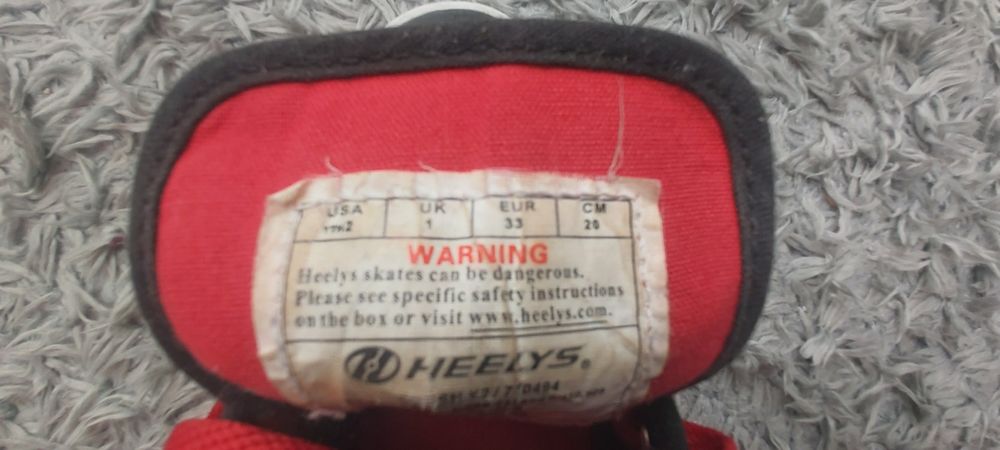 USA UK EUR CM
1 33 20
WARNING
Heelys skates can be dangerous.
Please see specific safety instructions
on the box or visit www.heelys.com.
HEELYS®